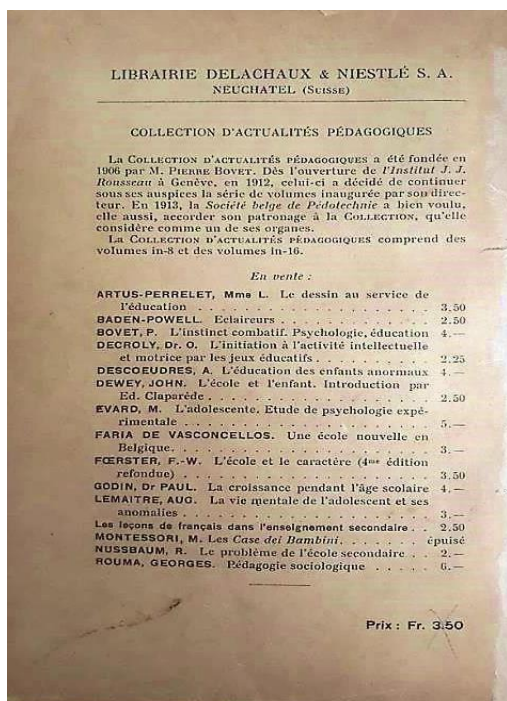 LIBRAIRIE DELACHAUX & NIESTLÉ S. A.
NEUCHATEL (SUISSE)
COLLECTION D'ACTUALITÉS PÉDAGOGIQUES
La COLLECTION D'ACTUALITÉS PÉDAGOGIQUES a été fondée en
1906 par M. PIERRE BOVET. Dès l'ouverture de l'Institut J. J.
Rousseau à Genève, en 1912, celui-ci a décidé de continuer
sous ses auspices la série de volumes inaugurée par son direc-
teur. En 1913, la Société belge de Pédotechnie a bien voulu,
elle aussi, accorder son patronage à la COLLECTION, qu'elle
considère comme un de ses organes.
La COLLECTION D'ACTUALITÉS PÉDAGOGIQUES comprend des
volumes in-8 et des volumes in-16.
En vente :
ARTUS-PERRELET, Mme L. Le dessin au service de
l'éducation . . . . . . . . . . . . . . . . 3.50
BADEN-POWELL. Eclaireurs . . . . . . . . . . 2.50
BOVET, P. L'instinct combatif. Psychologie, éducation 4.—
DECROLY, Dr. O. L'initiation à l'activité intellectuelle
et motrice par les jeux éducatifs . . . . . . . 2.25
DESCOEUDRES, A. L'éducation des enfants anormaux 4.—
DEWEY, JOHN. L'école et l'enfant. Introduction par
Ed. Claparède . . . . . . . . . . . . . . . 2.50
EVARD, M. L'adolescente. Etude de psychologie expé-
rimentale . . . . . . . . . . . . . . . . . 5.—
FARIA DE VASCONCELLOS. Une école nouvelle en
Belgique . . . . . . . . . . . . . . . . . 3.—
FŒRSTER, F.-W. L'école et le caractère (4me édition
refondue) . . . . . . . . . . . . . . . . . 3.50
GODIN, Dr PAUL. La croissance pendant l'âge scolaire 4.—
LEMAITRE, AUG. La vie mentale de l'adolescent et ses
anomalies . . . . . . . . . . . . . . . . . 3.—
Les leçons de français dans l'enseignement secondaire . . 2.50
MONTESSORI, M. Les Case dei Bambini. . . . . . . épuisé
NUSSBAUM, R. Le problème de l'école secondaire . . 2.—
ROUMA, GEORGES. Pédagogie sociologique . . . . . 6.—
Prix : Fr. 3.50